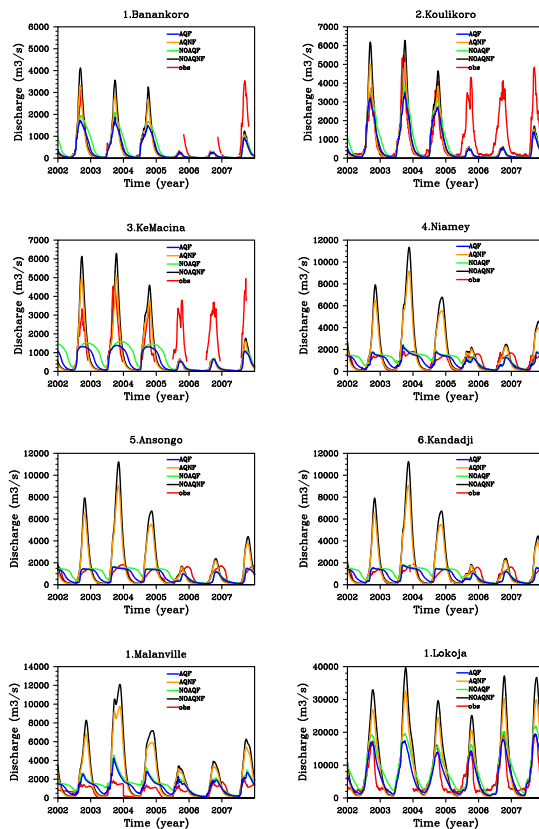 1.Banankoro
Discharge (m3/s)
6000
5000
4000
3000
2000
1000
0
AQF
AQNF
NOAQF
NOAQNF
obs
2002 2003 2004 2005 2006 2007
Time (year)
2.Koulikoro
Discharge (m3/s)
7000
6000
5000
4000
3000
2000
1000
0
AQF
AQNF
NOAQF
NOAQNF
obs
2002 2003 2004 2005 2006 2007
Time (year)
3.KeMacina
Discharge (m3/s)
7000
6000
5000
4000
3000
2000
1000
0
AQF
AQNF
NOAQF
NOAQNF
obs
2002 2003 2004 2005 2006 2007
Time (year)
4.Niamey
Discharge (m3/s)
12000
10000
8000
6000
4000
2000
0
AQF
AQNF
NOAQF
NOAQNF
obs
2002 2003 2004 2005 2006 2007
Time (year)
5.Ansongo
Discharge (m3/s)
12000
10000
8000
6000
4000
2000
0
AQF
AQNF
NOAQF
NOAQNF
obs
2002 2003 2004 2005 2006 2007
Time (year)
6.Kandadji
Discharge (m3/s)
12000
10000
8000
6000
4000
2000
0
AQF
AQNF
NOAQF
NOAQNF
obs
2002 2003 2004 2005 2006 2007
Time (year)
1.Malanville
Discharge (m3/s)
14000
12000
10000
8000
6000
4000
2000
0
AQF
AQNF
NOAQF
NOAQNF
obs
2002 2003 2004 2005 2006 2007
Time (year)
1.Lokoja
Discharge (m3/s)
40000
30000
20000
10000
0
AQF
AQNF
NOAQF
NOAQNF
obs
2002 2003 2004 2005 2006 2007
Time (year)